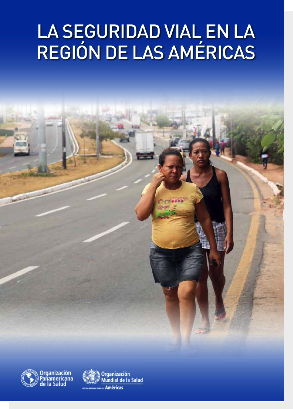 LA SEGURIDAD VIAL EN LA
REGIÓN DE LAS AMÉRICAS
Organización
Panamericana
de la Salud
Organización
Mundial de la Salud
Américas